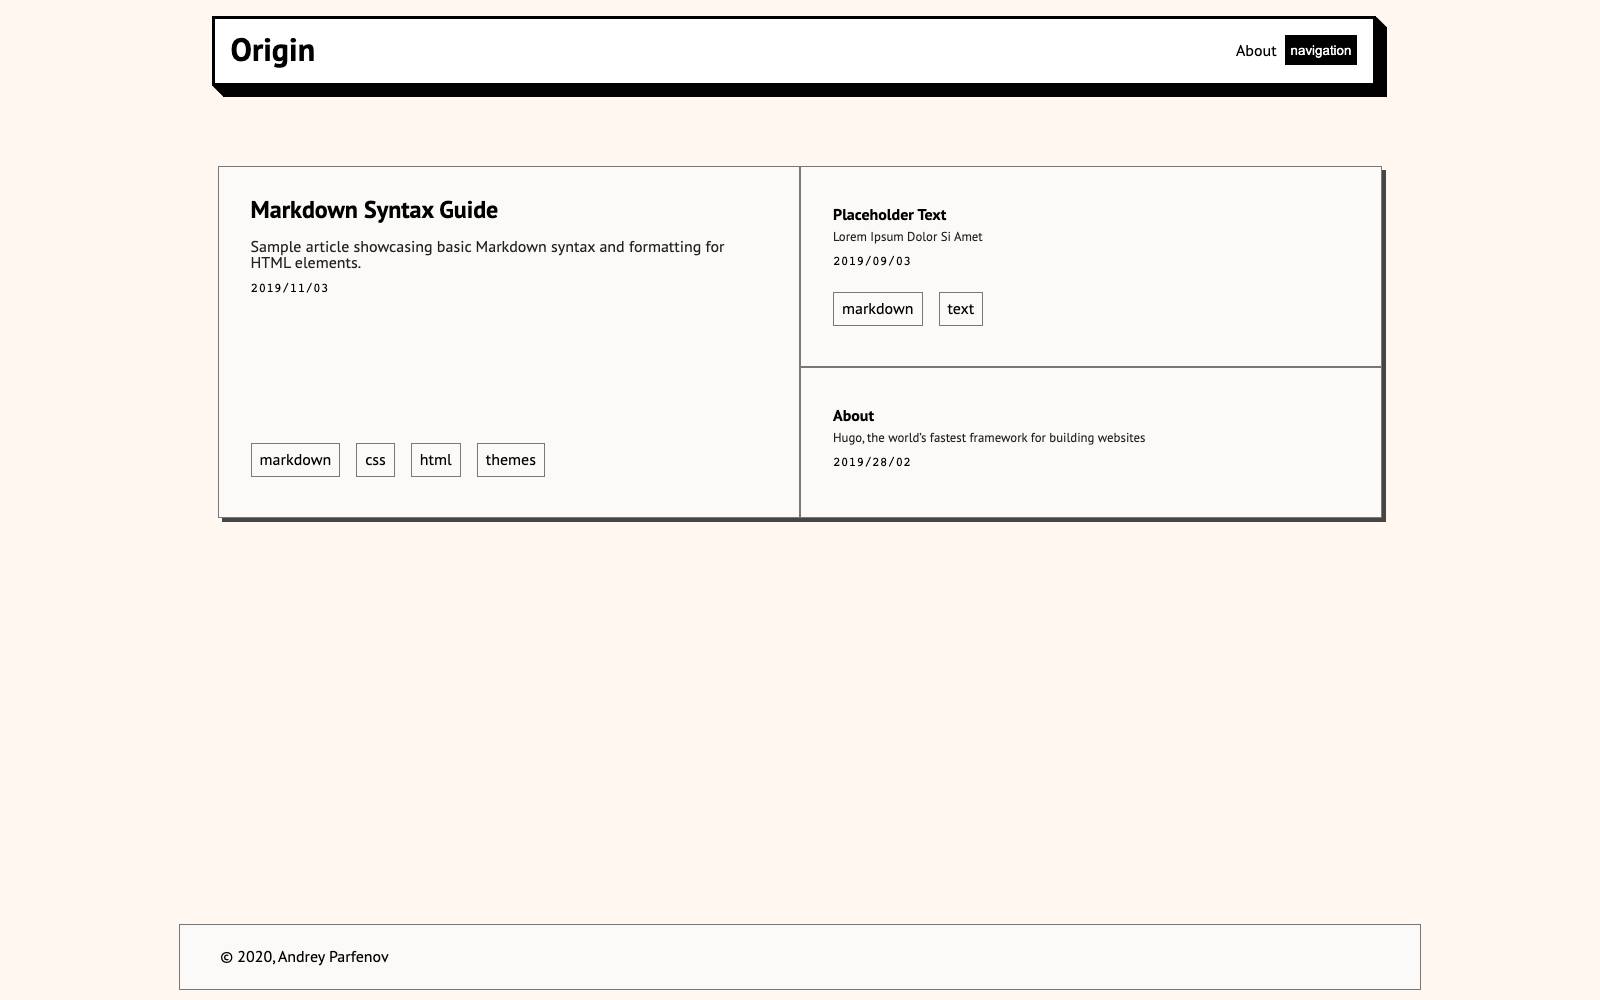 Origin
About navigation
Markdown Syntax Guide
Sample article showcasing basic Markdown syntax and formatting for
HTML elements.
2019/11/03
markdown css html themes
Placeholder Text
Lorem Ipsum Dolor Si Amet
2019/09/03
markdown text
About
Hugo, the world’s fastest framework for building websites
2019/28/02
© 2020, Andrey Parfenov